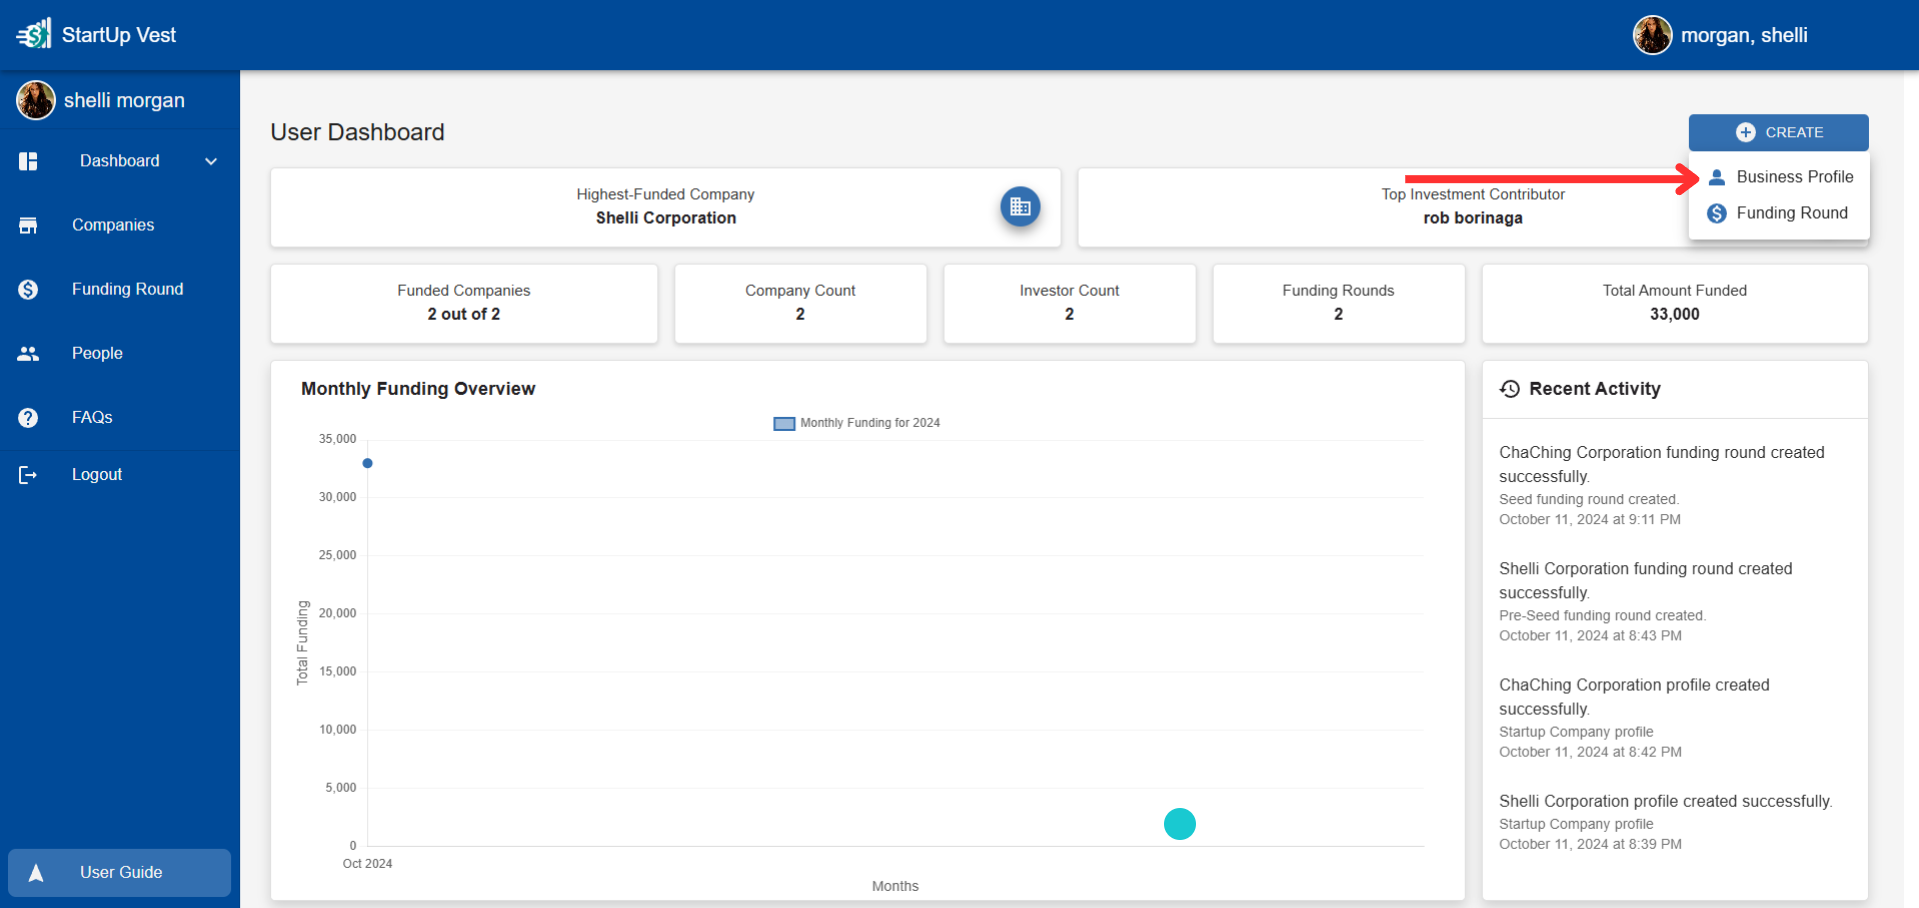 StartUp Vest
morgan, shelli
shelli morgan
Dashboard
Companies
Funding Round
People
FAQs
Logout
User Guide
User Dashboard
CREATE
Business Profile
Funding Round
Highest-Funded Company
Shelli Corporation
Top Investment Contributor
rob borinaga
Funded Companies
2 out of 2
Company Count
2
Investor Count
2
Funding Rounds
2
Total Amount Funded
33,000
Monthly Funding Overview
Monthly Funding for 2024
35,000
30,000
25,000
20,000
15,000
10,000
5,000
0
Total Funding
Oct 2024
Months
Recent Activity
ChaChing Corporation funding round created
successfully.
Seed funding round created.
October 11, 2024 at 9:11 PM
Shelli Corporation funding round created
successfully.
Pre-Seed funding round created.
October 11, 2024 at 8:43 PM
ChaChing Corporation profile created
successfully.
Startup Company profile
October 11, 2024 at 8:42 PM
Shelli Corporation profile created successfully.
Startup Company profile
October 11, 2024 at 8:39 PM